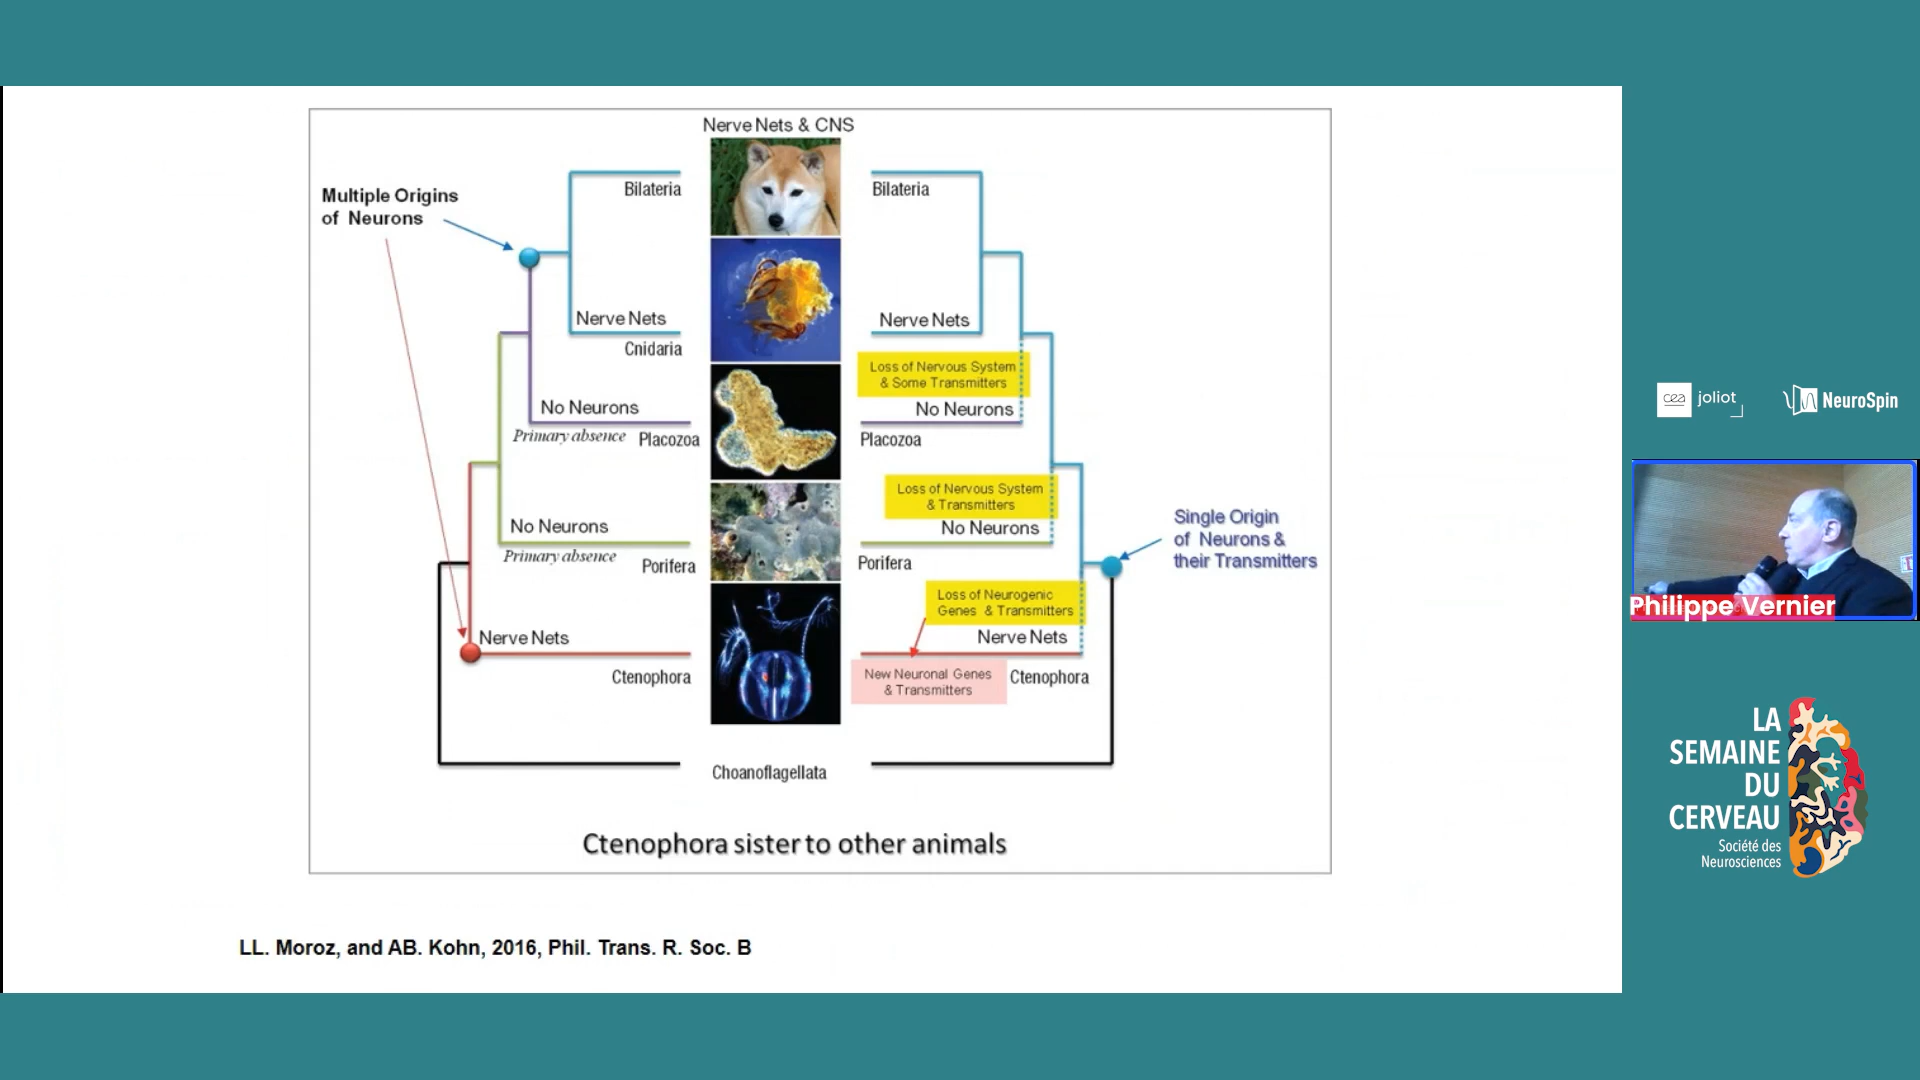 Nerve Nets & CNS
Multiple Origins
of Neurons
Bilateria
Nerve Nets
Cnidaria
No Neurons
Primary absence
Placozoa
No Neurons
Primary absence
Porifera
Nerve Nets
Ctenophora
Bilateria
Nerve Nets
Loss of Nervous System
& Some Transmitters
No Neurons
Placozoa
Loss of Nervous System
& Transmitters
No Neurons
Porifera
Loss of Neurogenic
Genes & Transmitters
Nerve Nets
New Neuronal Genes
& Transmitters
Ctenophora
Single Origin
of Neurons &
their Transmitters
Choanoflagellata
Ctenophora sister to other animals
LL. Moroz, and AB. Kohn, 2016, Phil. Trans. R. Soc. B
cea joliot
NeuroSpin
Philippe Vernier
LA
SEMAINE
DU
CERVEAU
Société des
Neurosciences